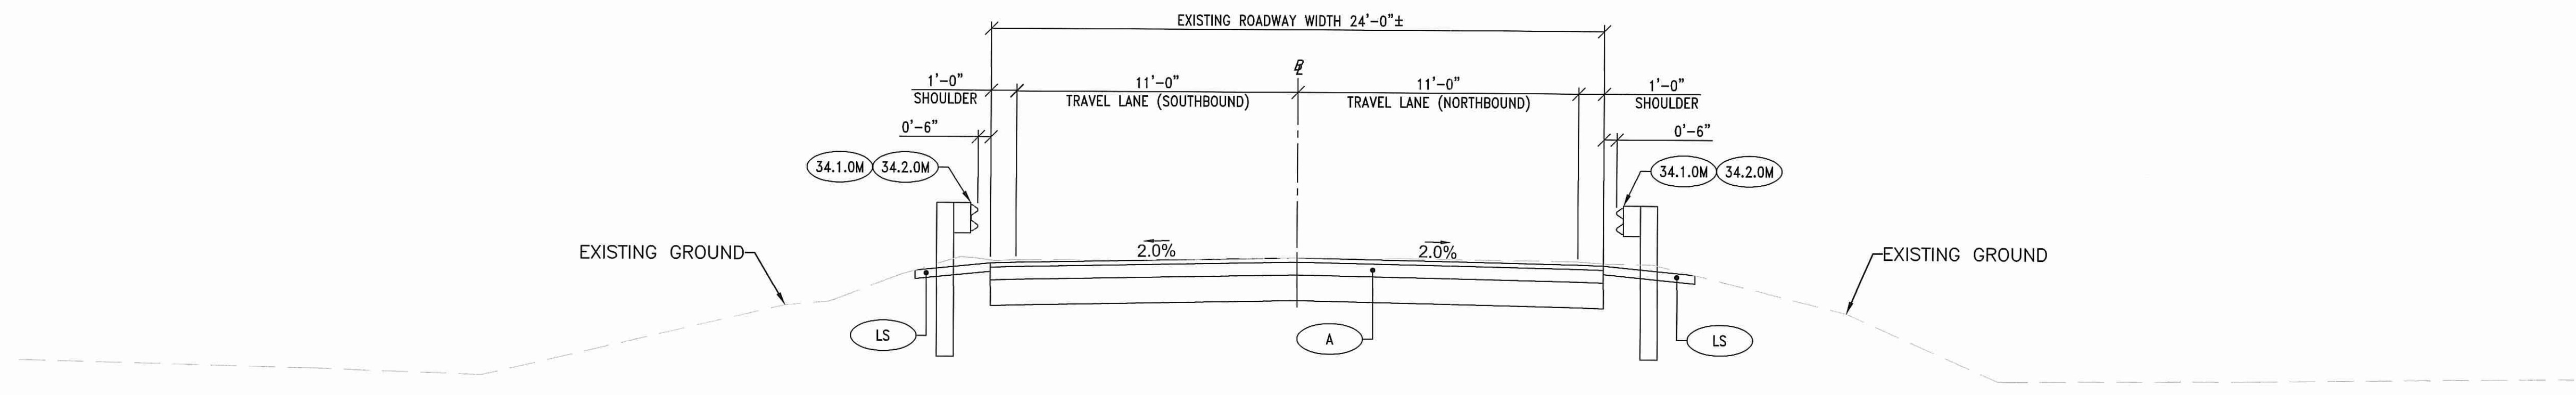 EXISTING ROADWAY WIDTH 24'-0"±
1'-0"
SHOULDER
11'-0"
TRAVEL LANE (SOUTHBOUND)
11'-0"
TRAVEL LANE (NORTHBOUND)
1'-0"
SHOULDER
0'-6"
0'-6"
34.1.0M 34.2.0M
34.1.0M 34.2.0M
EXISTING GROUND
2.0%
2.0%
EXISTING GROUND
LS
A
LS